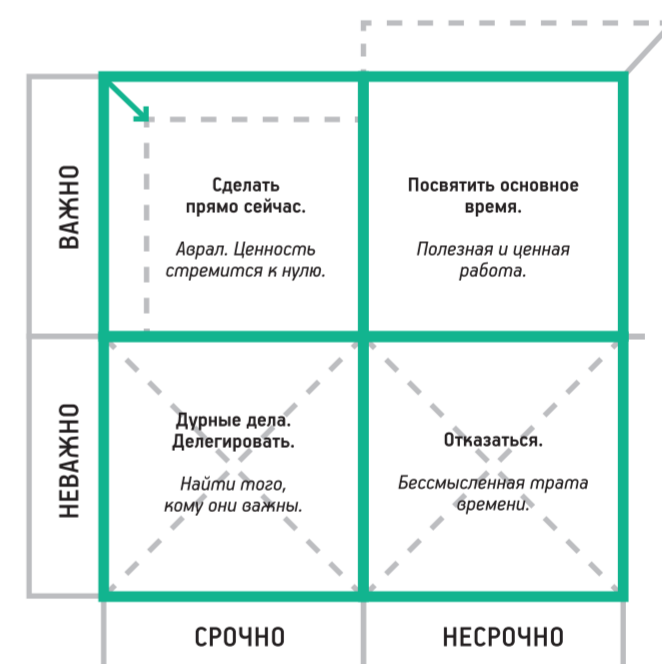 ВАЖНО
Сделать
прямо сейчас.
Аврал. Ценность
стремится к нулю.
Посвятить основное
время.
Полезная и ценная
работа.
НЕВАЖНО
Дурные дела.
Делегировать.
Найти того,
кому они важны.
Отказаться.
Бессмысленная трата
времени.
СРОЧНО
НЕСРОЧНО